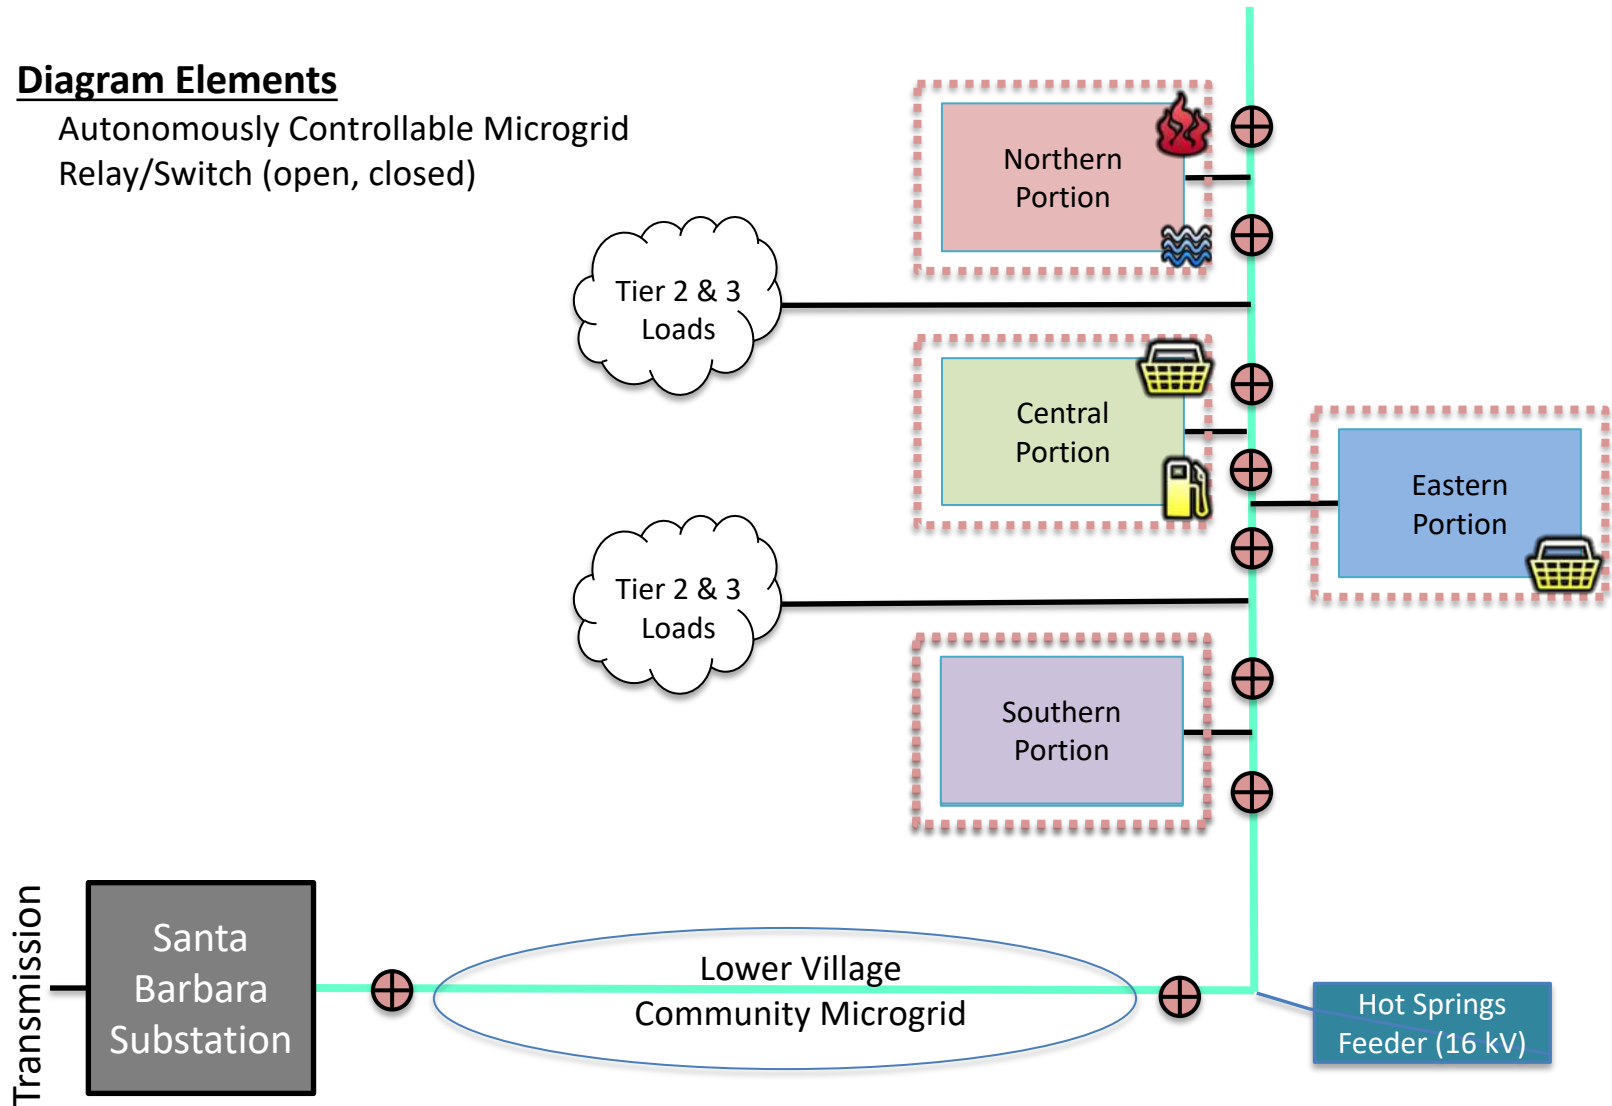 Diagram Elements
Autonomously Controllable Microgrid
Relay/Switch (open, closed)
Northern
Portion
Tier 2 & 3
Loads
Central
Portion
Eastern
Portion
Tier 2 & 3
Loads
Southern
Portion
Transmission
Santa
Barbara
Substation
Lower Village
Community Microgrid
Hot Springs
Feeder (16 kV)